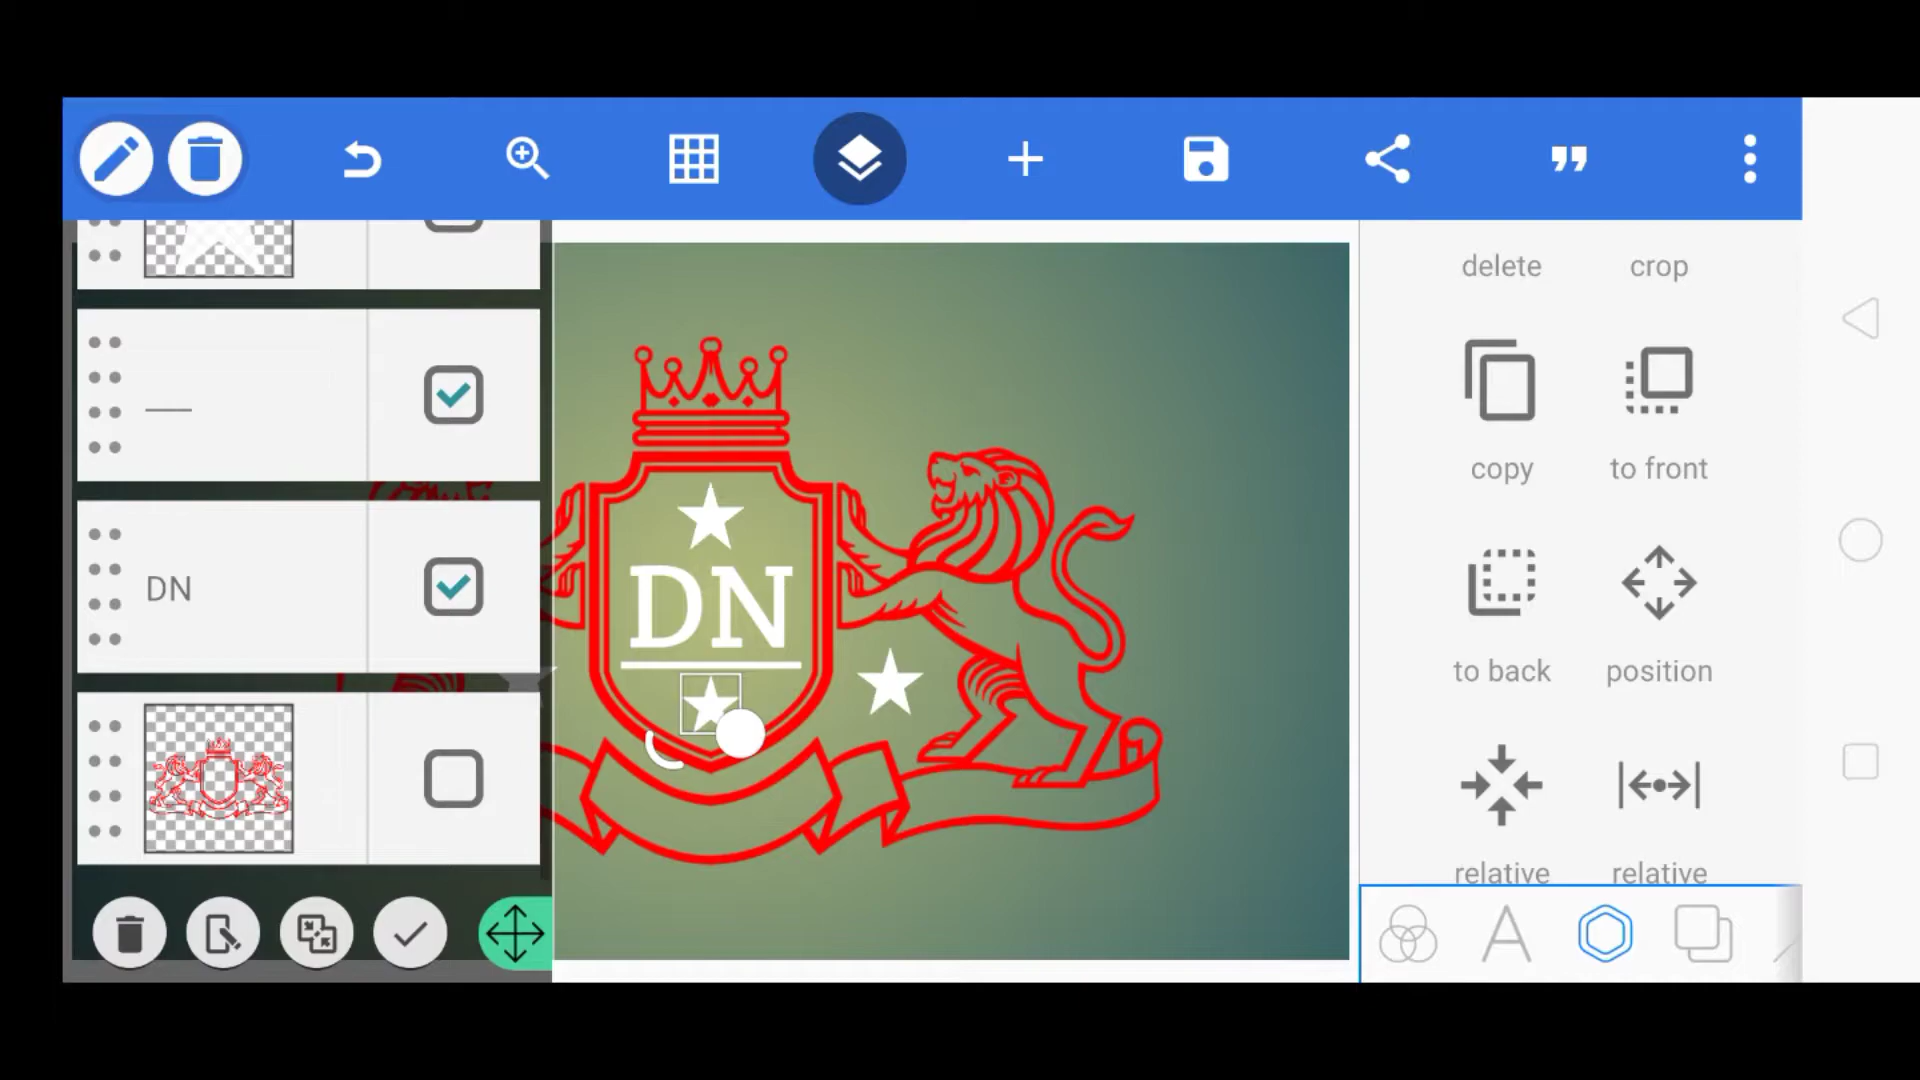 delete crop
copy to front
DN
DN
to back position
relative relative